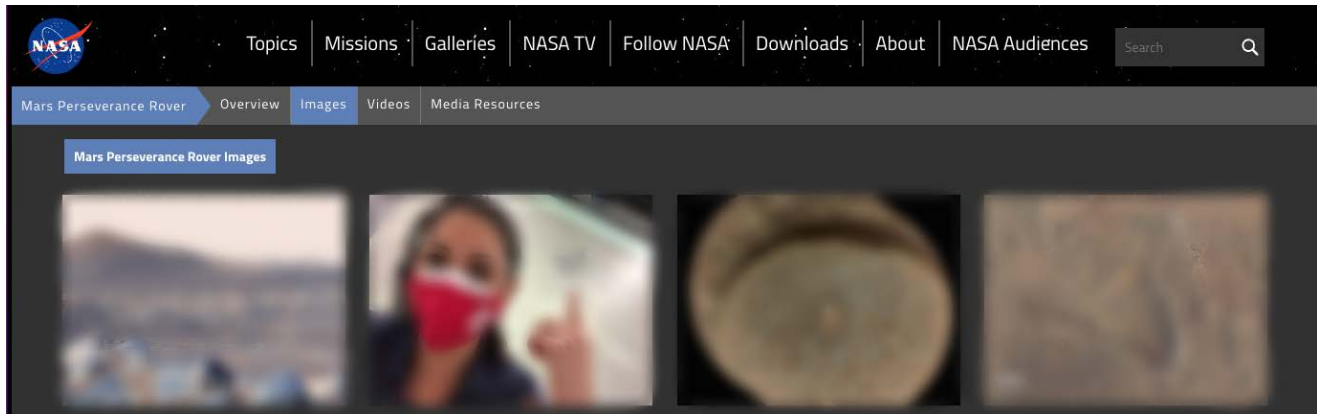 NASA Topics Missions Galleries NASA TV Follow NASA Downloads About NASA Audiences Search
Mars Perseverance Rover Overview Images Videos Media Resources
Mars Perseverance Rover Images